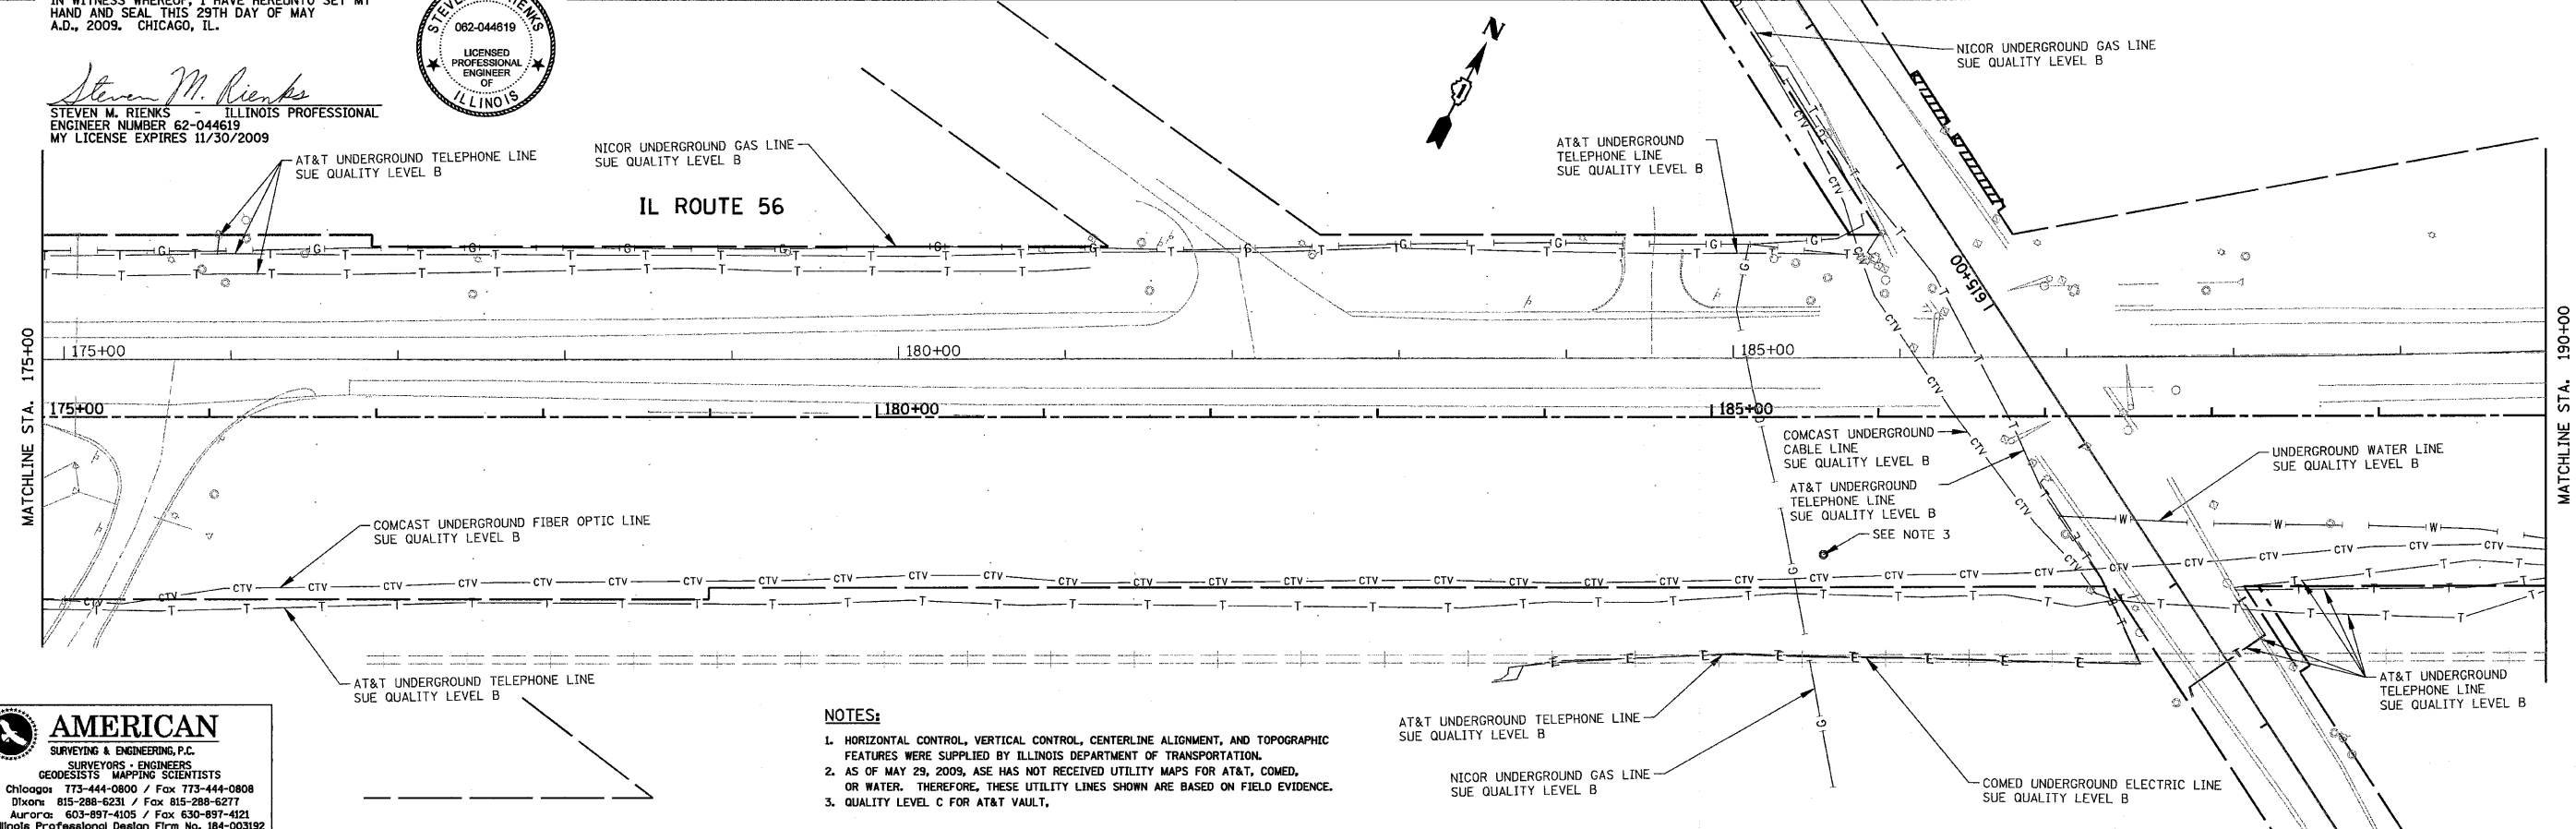 IN WITNESS WHEREOF, I HAVE HEREUNTO SET MY
HAND AND SEAL THIS 29TH DAY OF MAY
A.D., 2009. CHICAGO, IL.
Steven M. Rienks
STEVEN M. RIENKS - ILLINOIS PROFESSIONAL
ENGINEER NUMBER 62-044619
MY LICENSE EXPIRES 11/30/2009
062-044619
LICENSED
PROFESSIONAL
ENGINEER
OF
ILLINOIS
N
NICOR UNDERGROUND GAS LINE
SUE QUALITY LEVEL B
AT&T UNDERGROUND TELEPHONE LINE
SUE QUALITY LEVEL B
NICOR UNDERGROUND GAS LINE
SUE QUALITY LEVEL B
AT&T UNDERGROUND
TELEPHONE LINE
SUE QUALITY LEVEL B
IL ROUTE 56
615+00
MATCHLINE STA. 175+00
175+00
180+00
185+00
175+00
180+00
185+00
MATCHLINE STA. 190+00
COMCAST UNDERGROUND
CABLE LINE
SUE QUALITY LEVEL B
AT&T UNDERGROUND
TELEPHONE LINE
SUE QUALITY LEVEL B
SEE NOTE 3
UNDERGROUND WATER LINE
SUE QUALITY LEVEL B
COMCAST UNDERGROUND FIBER OPTIC LINE
SUE QUALITY LEVEL B
AT&T UNDERGROUND TELEPHONE LINE
SUE QUALITY LEVEL B
AT&T UNDERGROUND
TELEPHONE LINE
SUE QUALITY LEVEL B
AT&T UNDERGROUND TELEPHONE LINE
SUE QUALITY LEVEL B
NICOR UNDERGROUND GAS LINE
SUE QUALITY LEVEL B
COMED UNDERGROUND ELECTRIC LINE
SUE QUALITY LEVEL B
NOTES:
1. HORIZONTAL CONTROL, VERTICAL CONTROL, CENTERLINE ALIGNMENT, AND TOPOGRAPHIC
FEATURES WERE SUPPLIED BY ILLINOIS DEPARTMENT OF TRANSPORTATION.
2. AS OF MAY 29, 2009, ASE HAS NOT RECEIVED UTILITY MAPS FOR AT&T, COMED,
OR WATER. THEREFORE, THESE UTILITY LINES SHOWN ARE BASED ON FIELD EVIDENCE.
3. QUALITY LEVEL C FOR AT&T VAULT.
AMERICAN
SURVEYING & ENGINEERING, P.C.
SURVEYORS • ENGINEERS
GEODESISTS MAPPING SCIENTISTS
Chicago: 773-444-0800 / Fax 773-444-0808
Dixon: 815-288-6231 / Fax 815-288-6277
Aurora: 603-897-4105 / Fax 630-897-4121
Illinois Professional Design Firm No. 184-003192